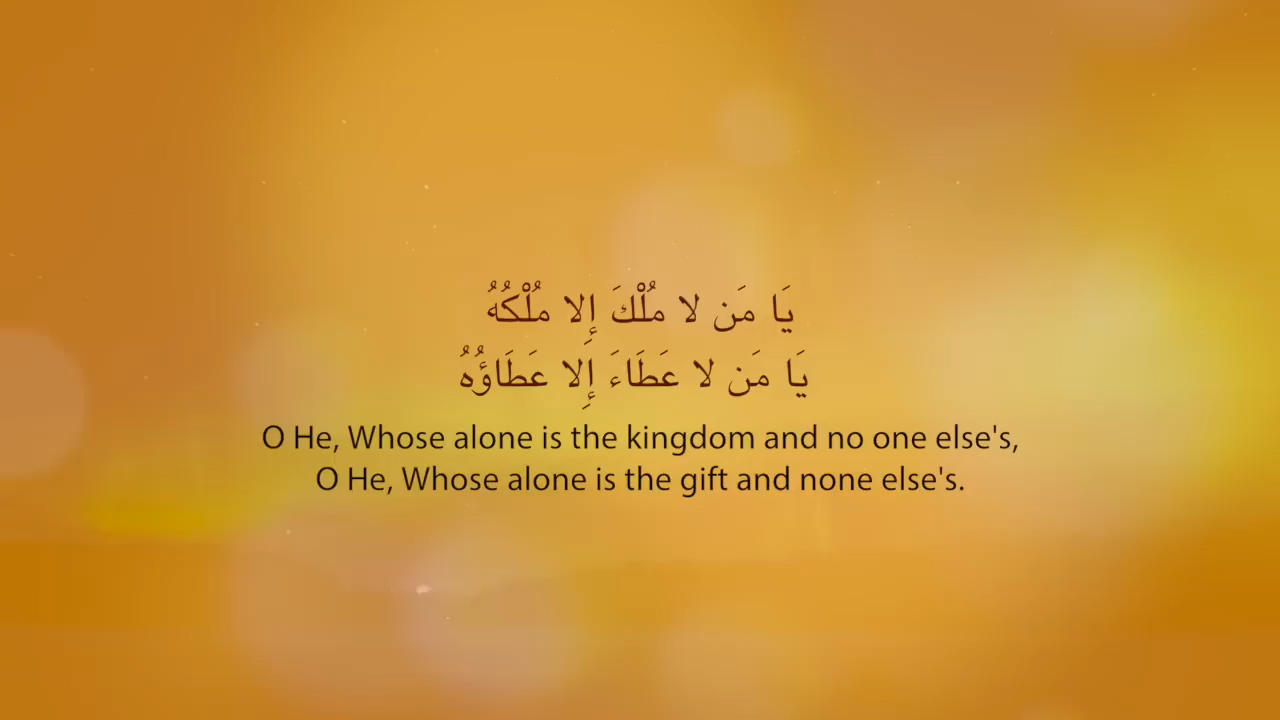 يَا مَن لا مُلْكَ إِلا مُلْكُهُ
يَا مَن لا عَطَاءَ إِلا عَطَاؤُهُ
O He, Whose alone is the kingdom and no one else's,
O He, Whose alone is the gift and none else's.